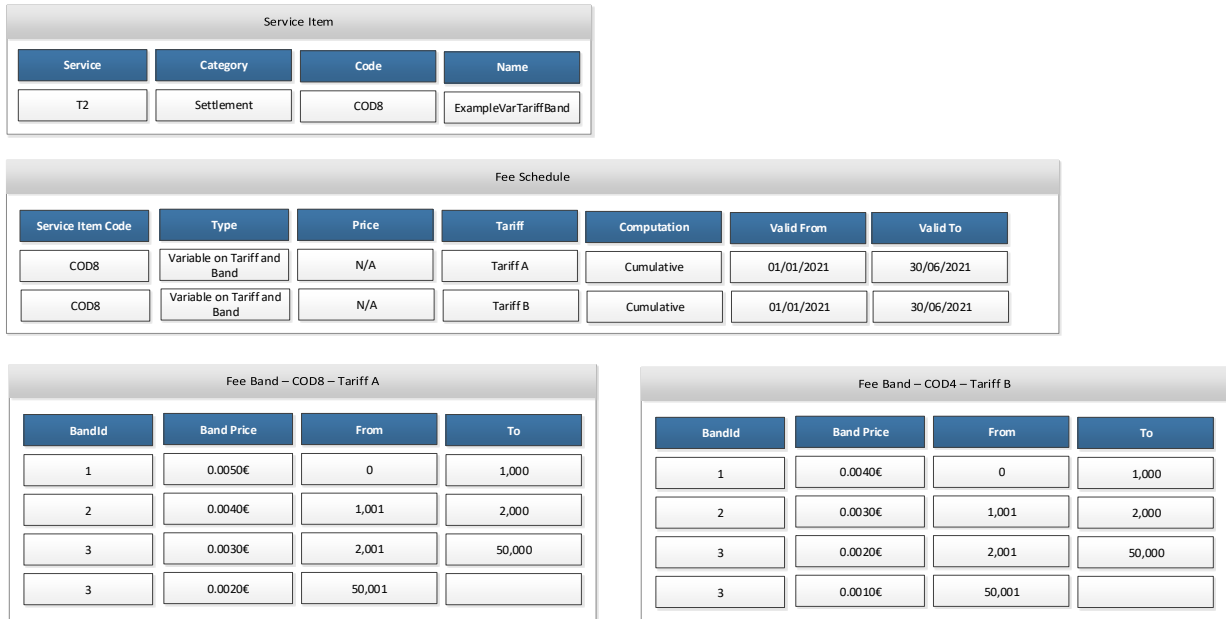 Service Item
Service Category Code Name
T2 Settlement COD8 ExampleVarTariffBand
Fee Schedule
Service Item Code Type Price Tariff Computation Valid From Valid To
COD8 Variable on Tariff and Band N/A Tariff A Cumulative 01/01/2021 30/06/2021
COD8 Variable on Tariff and Band N/A Tariff B Cumulative 01/01/2021 30/06/2021
Fee Band – COD8 – Tariff A
BandId Band Price From To
1 0.0050€ 0 1,000
2 0.0040€ 1,001 2,000
3 0.0030€ 2,001 50,000
3 0.0020€ 50,001
Fee Band – COD4 – Tariff B
BandId Band Price From To
1 0.0040€ 0 1,000
2 0.0030€ 1,001 2,000
3 0.0020€ 2,001 50,000
3 0.0010€ 50,001